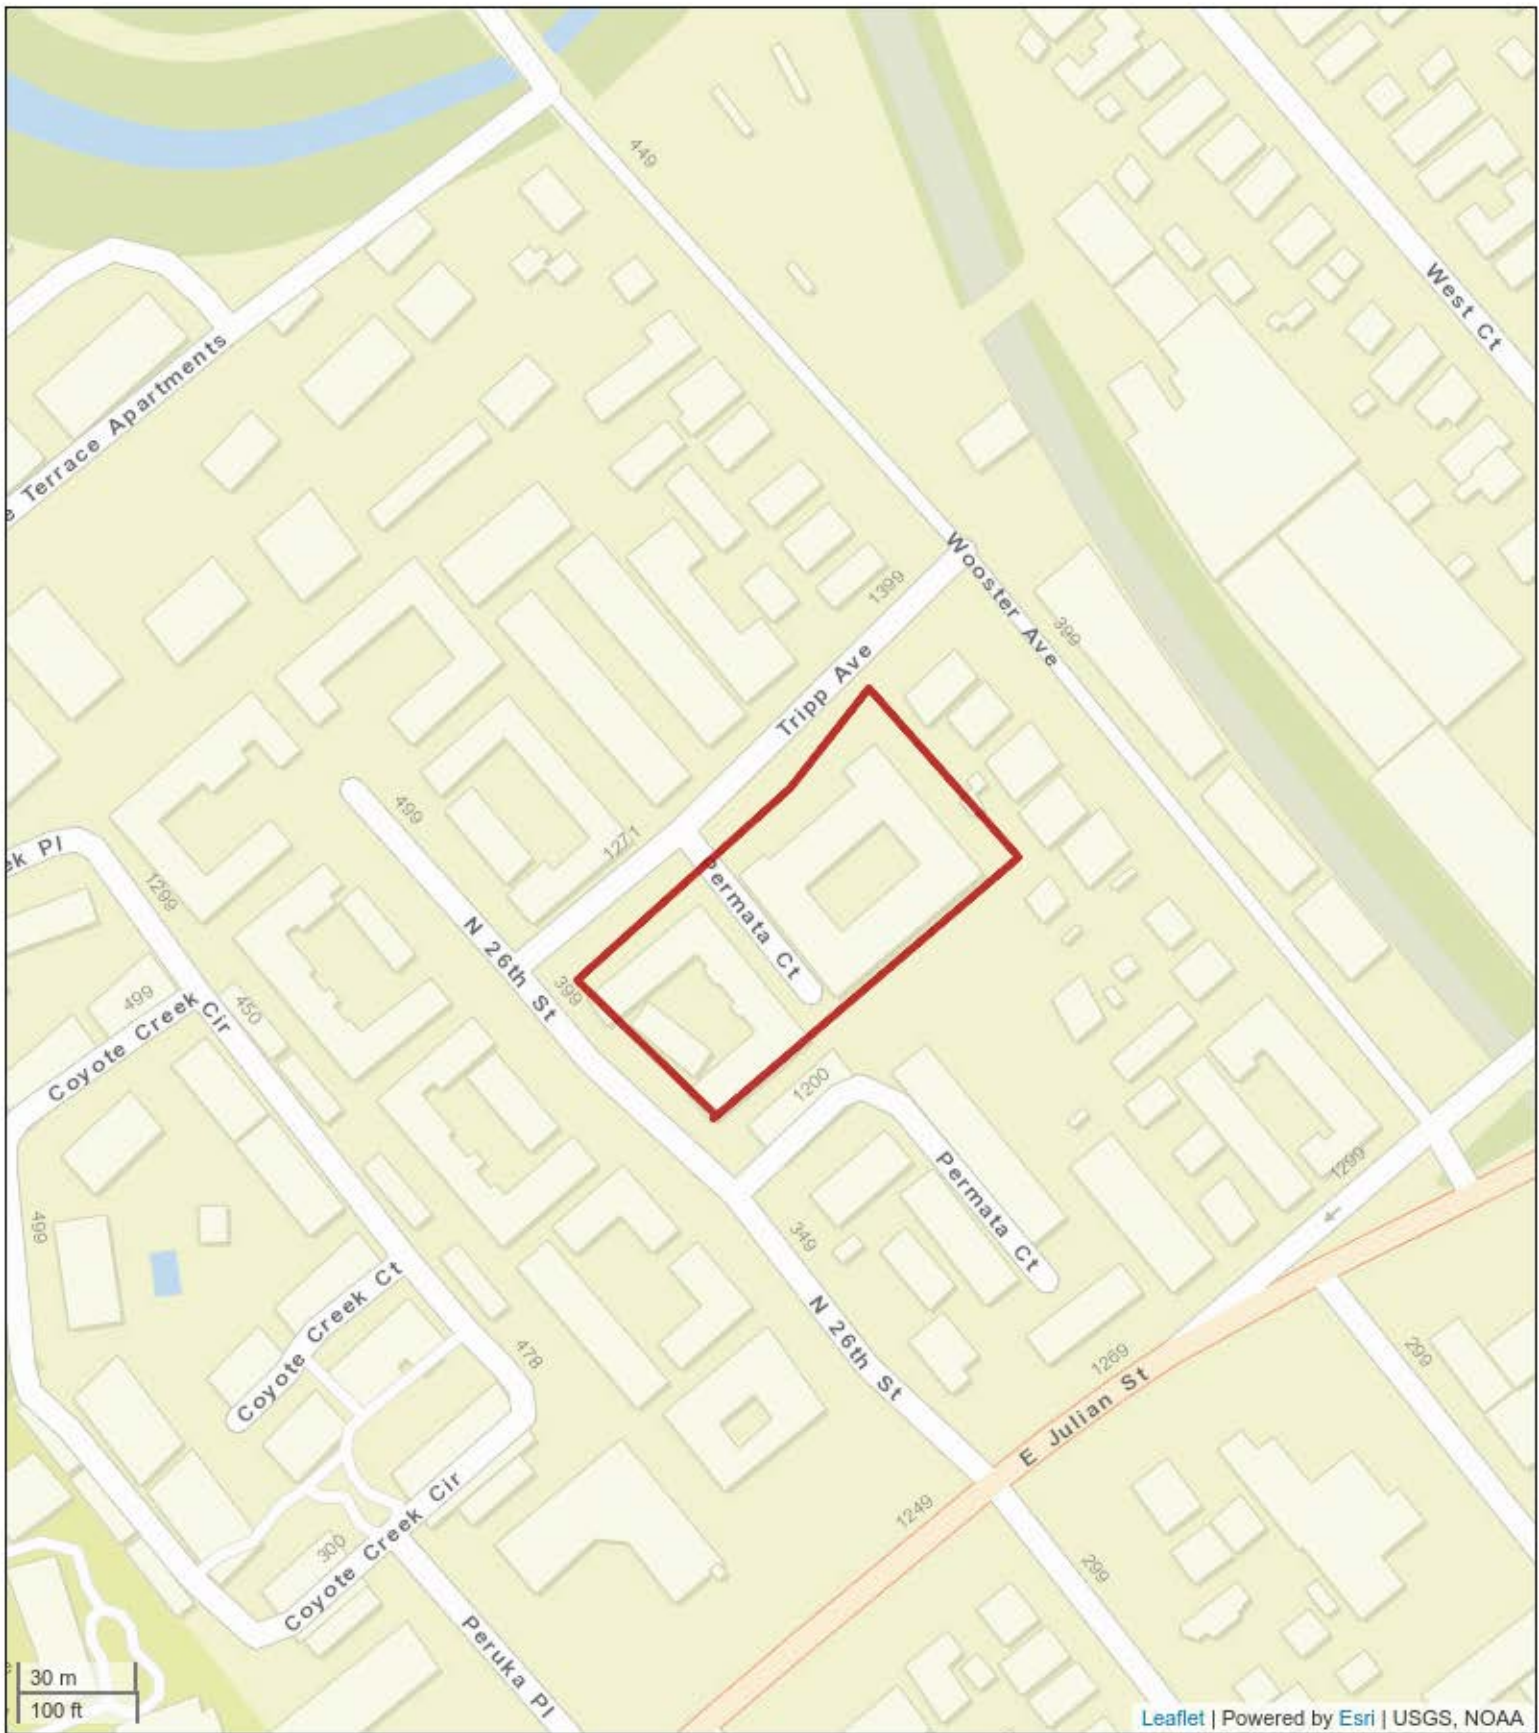 449
West Ct
e Terrace Apartments
Wooster Ave
1399
399
Tripp Ave
499
1271
ek Pl
1299
Permata Ct
N 26th St
399
499
450
Coyote Creek Cir
1200
Permata Ct
1299
499
349
Coyote Creek Ct
N 26th St
478
1269
299
E Julian St
1249
300
Coyote Creek Cir
299
Peruka Pl
30 m
100 ft
Leaflet | Powered by Esri | USGS, NOAA